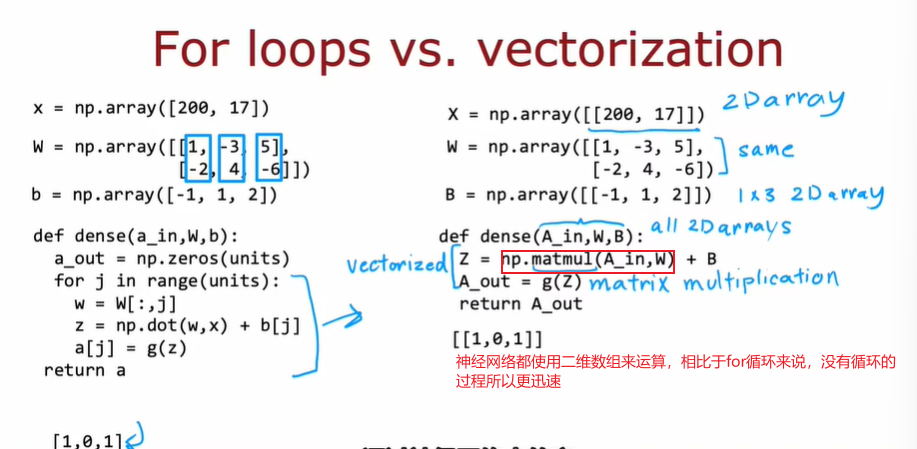 For loops vs. vectorization
x = np.array([200, 17])
W = np.array([[1, -3, 5],
[-2, 4, -6]])
b = np.array([-1, 1, 2])
def dense(a_in,W,b):
a_out = np.zeros(units)
for j in range(units):
w = W[:,j]
z = np.dot(w,x) + b[j]
a[j] = g(z)
return a
[1,0,1]
X = np.array([[200, 17]]) 2Darray
W = np.array([[1, -3, 5],
[-2, 4, -6]]) same
B = np.array([[-1, 1, 2]]) 1x3 2Darray
all 2Darrays
def dense(A_in,W,B):
vectorized Z = np.matmul(A_in,W) + B
A_out = g(Z) matrix multiplication
return A_out
[[1,0,1]]
神经网络都使用二维数组来运算，相比于for循环来说，没有循环的
过程所以更迅速